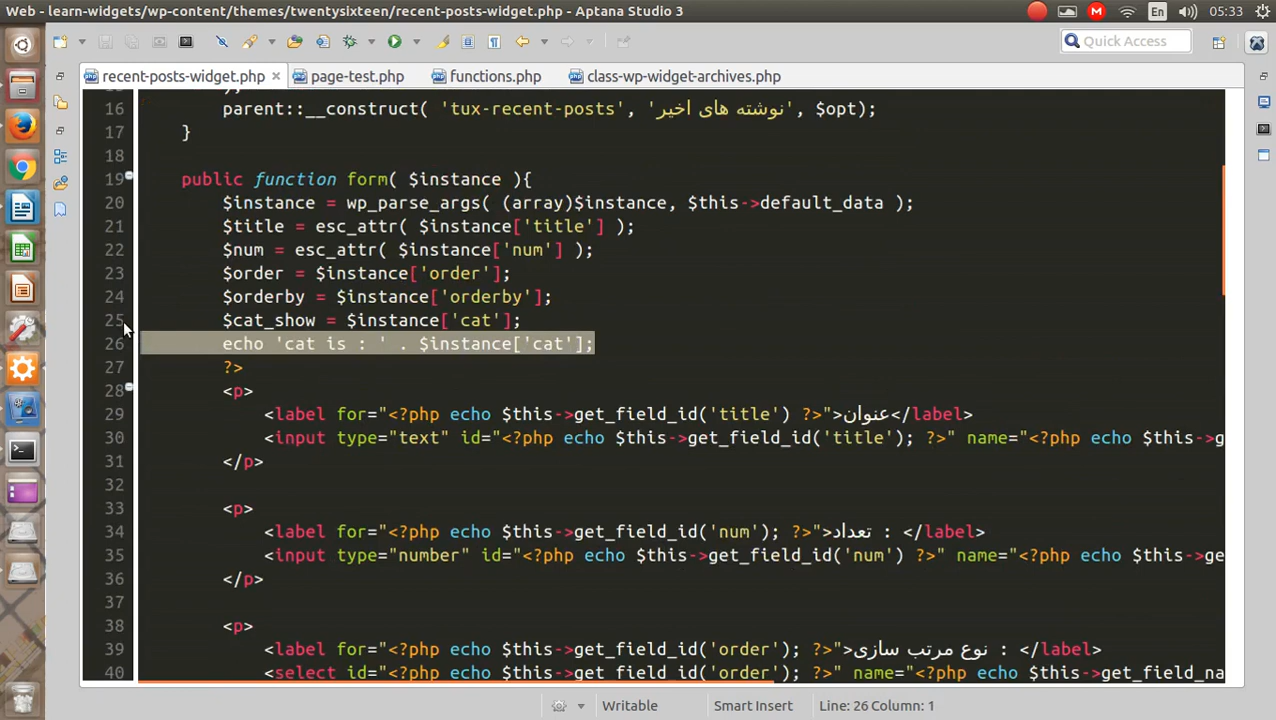 Web - learn-widgets/wp-content/themes/twentysixteen/recent-posts-widget.php - Aptana Studio 3
En
05:33
Quick Access
recent-posts-widget.php
page-test.php
functions.php
class-wp-widget-archives.php
16 parent::__construct( 'tux-recent-posts', 'نوشته های اخیر', $opt);
17 }
18
19 public function form( $instance ){
20 $instance = wp_parse_args( (array)$instance, $this->default_data );
21 $title = esc_attr( $instance['title'] );
22 $num = esc_attr( $instance['num'] );
23 $order = $instance['order'];
24 $orderby = $instance['orderby'];
25 $cat_show = $instance['cat'];
26 echo 'cat is : ' . $instance['cat'];
27 ?>
28 <p>
29 <label for="<?php echo $this->get_field_id('title') ?>">عنوان</label>
30 <input type="text" id="<?php echo $this->get_field_id('title'); ?>" name="<?php echo $this->g
31 </p>
32
33 <p>
34 <label for="<?php echo $this->get_field_id('num'); ?>">تعداد : </label>
35 <input type="number" id="<?php echo $this->get_field_id('num') ?>" name="<?php echo $this->ge
36 </p>
37
38 <p>
39 <label for="<?php echo $this->get_field_id('order'); ?>">نوع مرتب سازی : </label>
40 <select id="<?php echo $this->get_field_id('order'); ?>" name="<?php echo $this->get_field_na
Writable
Smart Insert
Line: 26 Column: 1